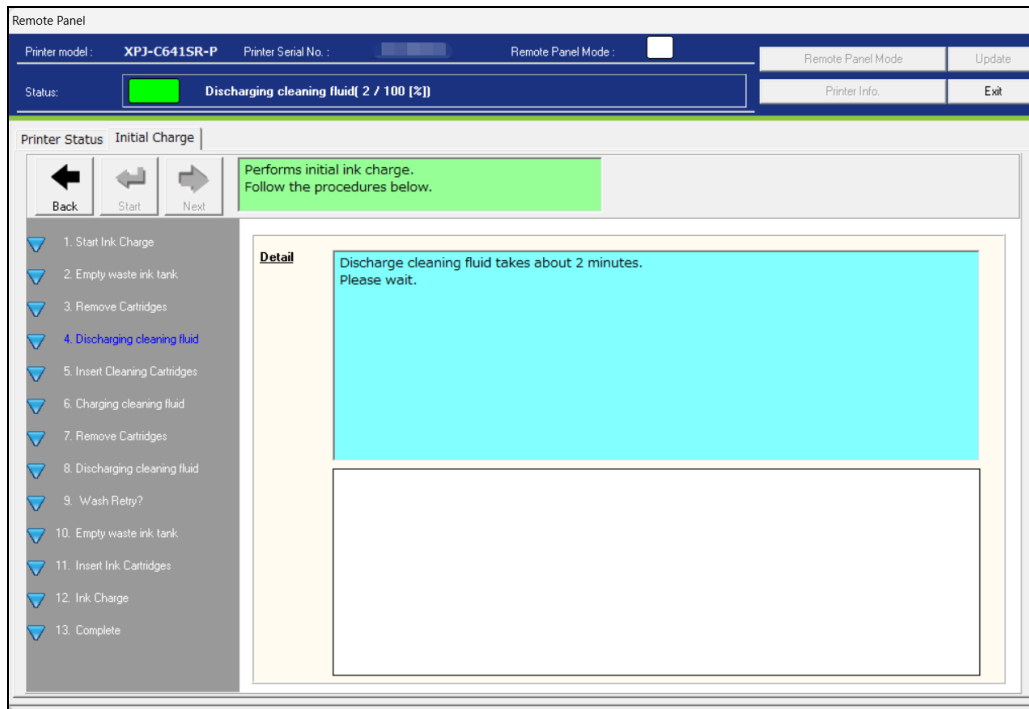 Remote Panel
Printer model : XPJ-C641SR-P Printer Serial No. : Remote Panel Mode :
Remote Panel Mode Update
Status: Discharging cleaning fluid( 2 / 100 [%])
Printer Info. Exit
Printer Status Initial Charge
Back Start Next
Performs initial ink charge.
Follow the procedures below.
1. Start Ink Charge
2. Empty waste ink tank
3. Remove Cartridges
4. Discharging cleaning fluid
5. Insert Cleaning Cartridges
6. Charging cleaning fluid
7. Remove Cartridges
8. Discharging cleaning fluid
9. Wash Retry?
10. Empty waste ink tank
11. Insert Ink Cartridges
12. Ink Charge
13. Complete
Detail
Discharge cleaning fluid takes about 2 minutes.
Please wait.